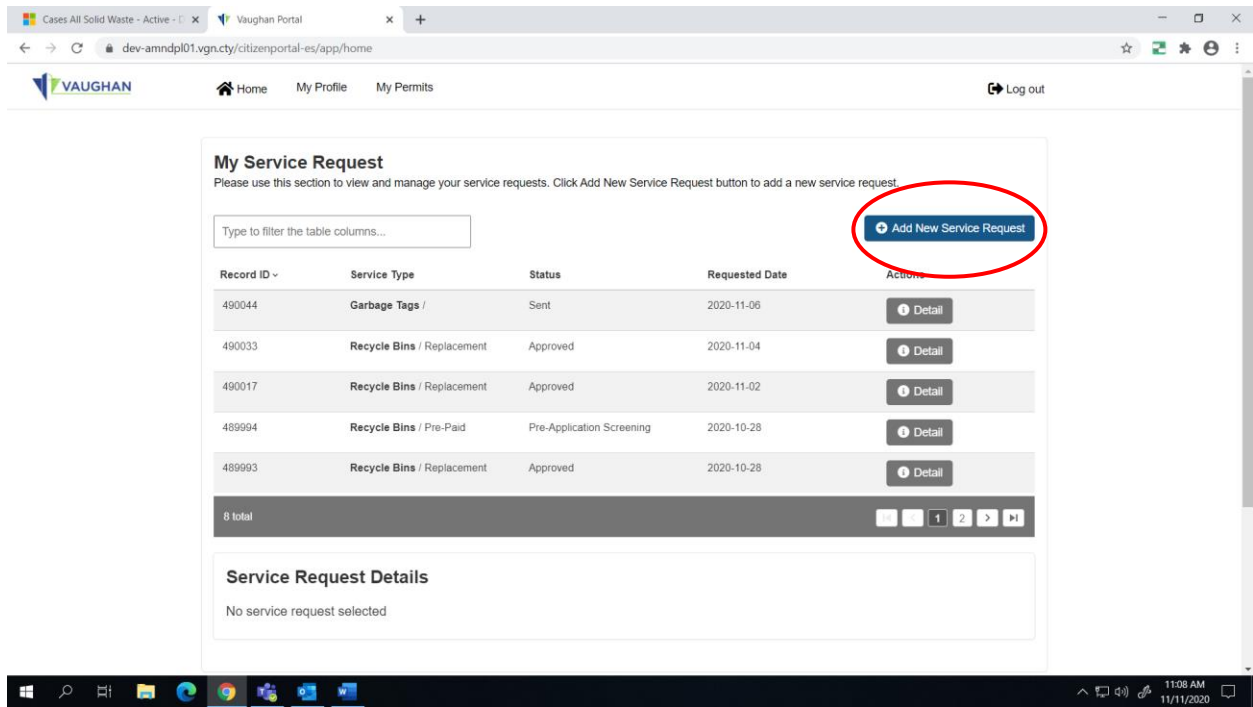 Cases All Solid Waste - Active - D
Vaughan Portal
dev-amndpl01.vgn.cty/citizenportal-es/app/home
VAUGHAN
Home My Profile My Permits Log out
My Service Request
Please use this section to view and manage your service requests. Click Add New Service Request button to add a new service request.
Type to filter the table columns...
Add New Service Request
Record ID Service Type Status Requested Date Actions
490044 Garbage Tags / Sent 2020-11-06 Detail
490033 Recycle Bins / Replacement Approved 2020-11-04 Detail
490017 Recycle Bins / Replacement Approved 2020-11-02 Detail
489994 Recycle Bins / Pre-Paid Pre-Application Screening 2020-10-28 Detail
489993 Recycle Bins / Replacement Approved 2020-10-28 Detail
8 total 1 2
Service Request Details
No service request selected
11:08 AM
11/11/2020